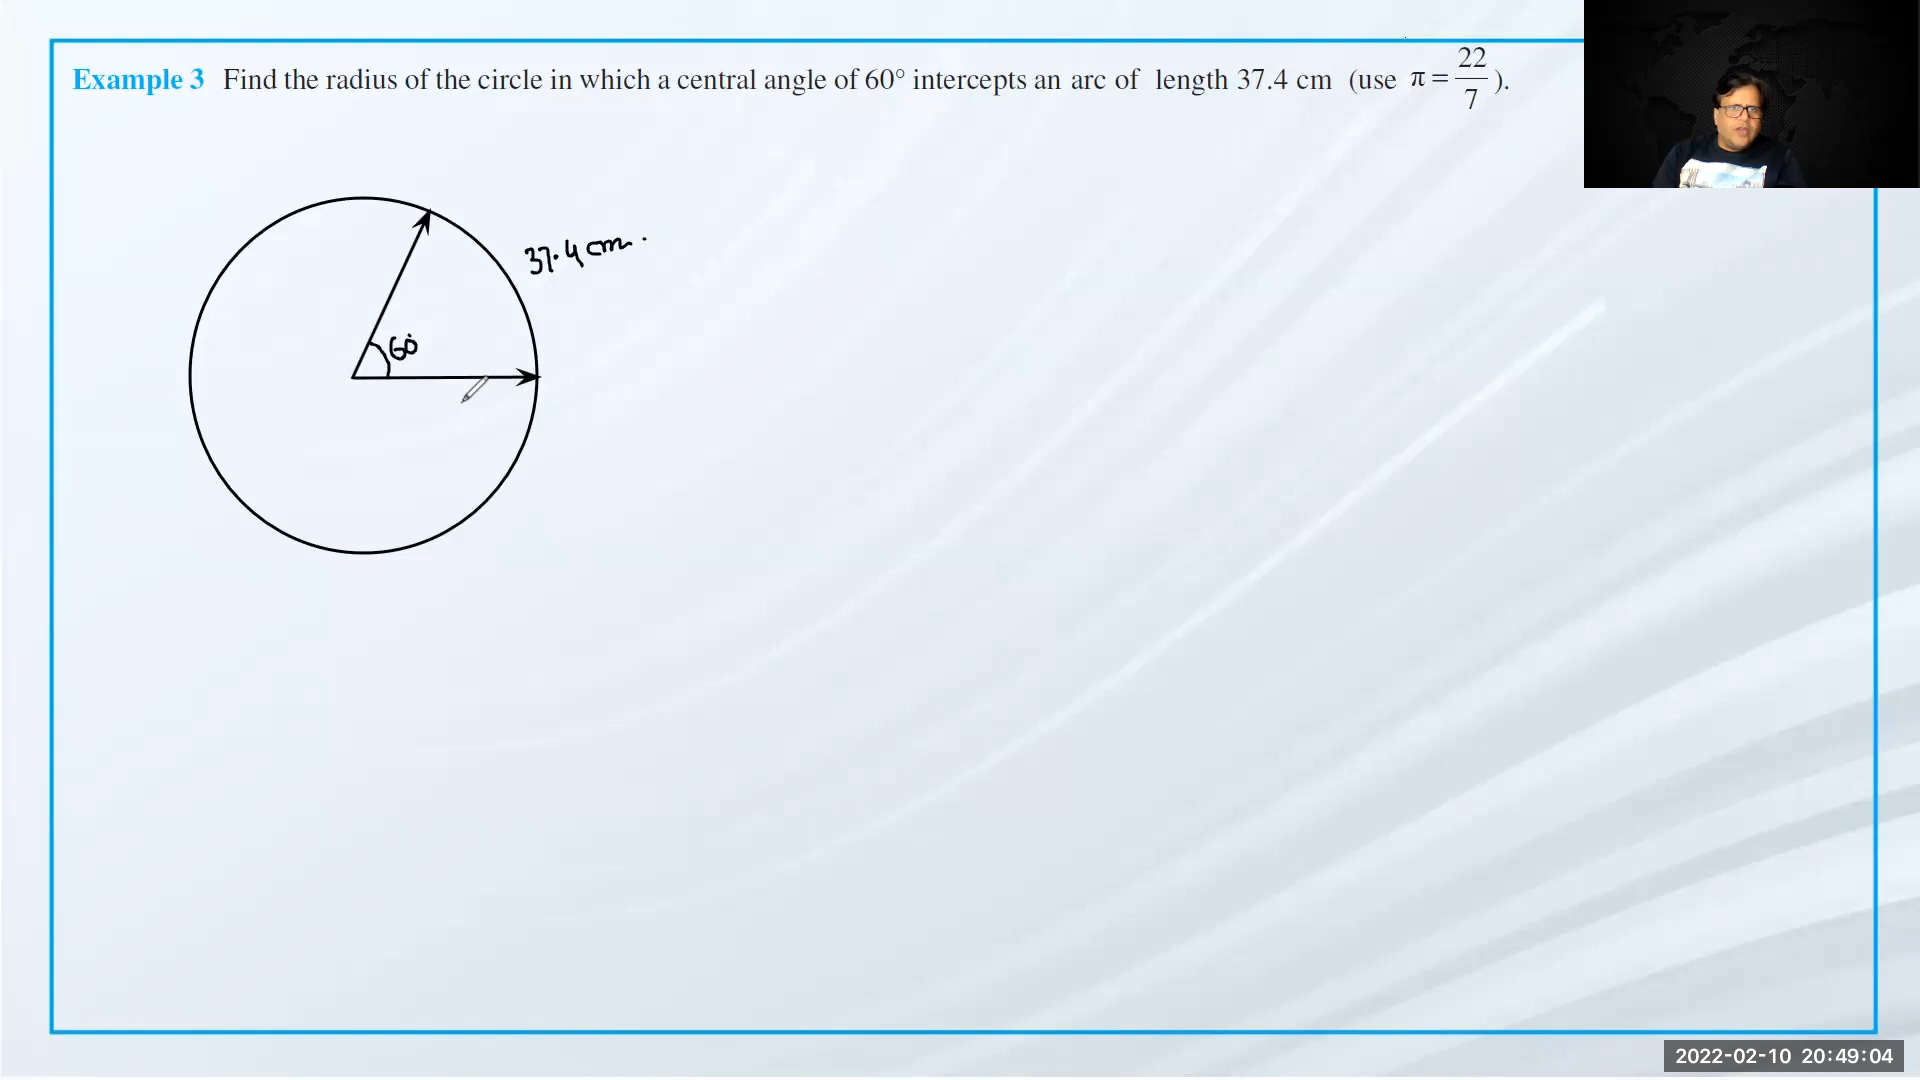 Example 3 Find the radius of the circle in which a central angle of 60° intercepts an arc of length 37.4 cm (use π = 22/7 ).
37.4 cm.
60°
2022-02-10 20:49:04